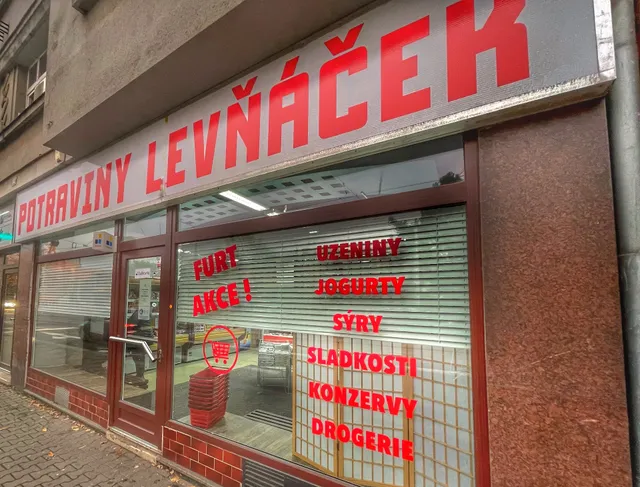 POTRAVINY LEVŇÁČEK
FURT
AKCE!
UZENINY
JOGURTY
SÝRY
SLADKOSTI
KONZERVY
DROGERIE